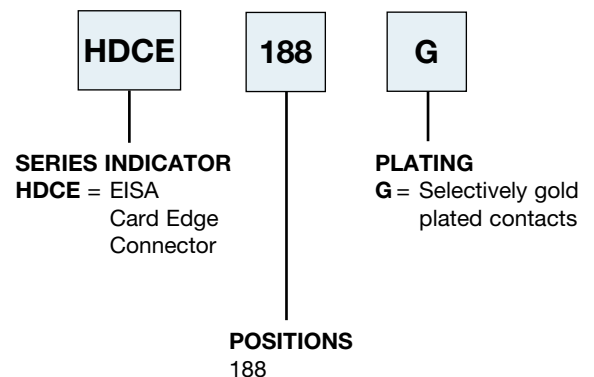 HDCE 188 G
SERIES INDICATOR
HDCE = EISA
Card Edge
Connector
PLATING
G = Selectively gold
plated contacts
POSITIONS
188